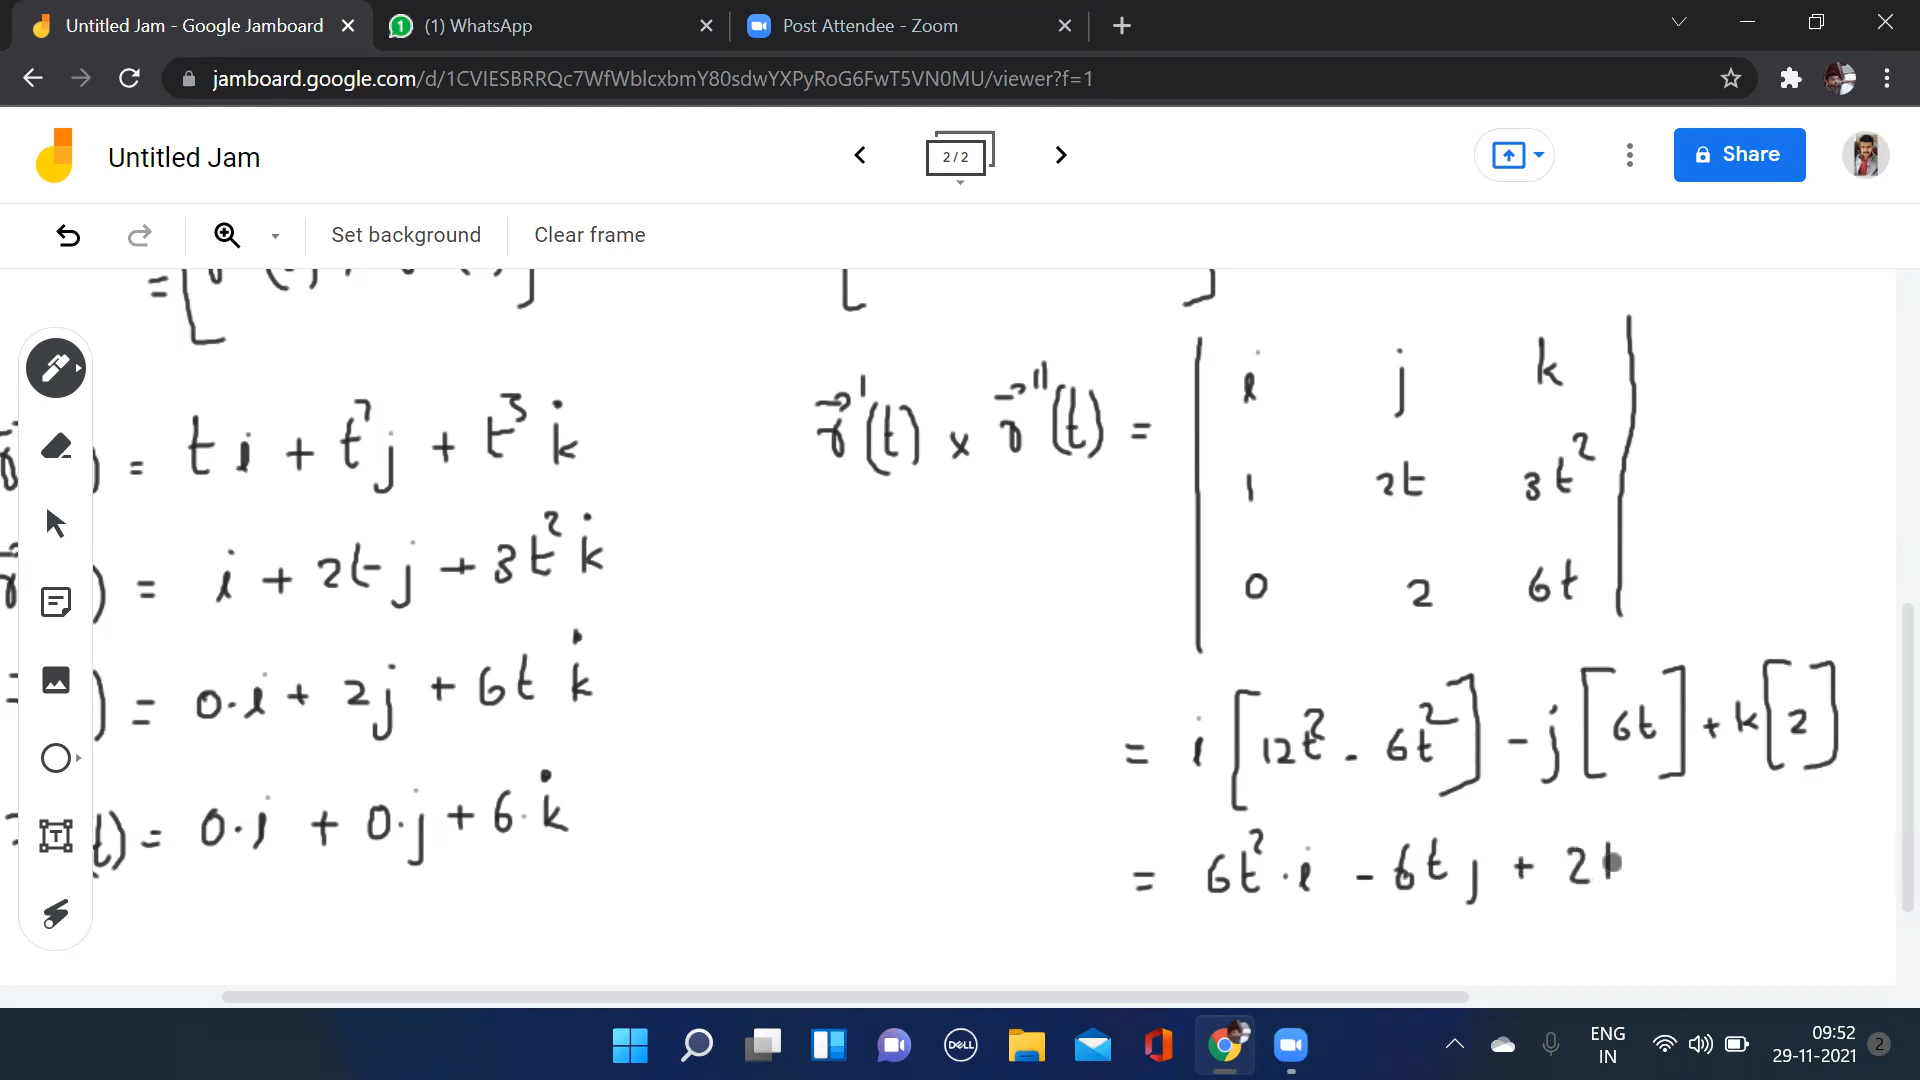 Untitled Jam - Google Jamboard
(1) WhatsApp
Post Attendee - Zoom
jamboard.google.com/d/1CVIESBRRQc7WfWblcxbmY80sdwYXPyRoG6FwT5VN0MU/viewer?f=1
Untitled Jam
2 / 2
Share
Set background
Clear frame
= t i + t² j + t³ k
= i + 2t j + 3t² k
= 0·i + 2j + 6t k
(t) = 0·i + 0·j + 6·k
r⃗'(t) × r⃗''(t) =
i j k
1 2t 3t²
0 2 6t
= i [12t² - 6t²] - j [6t] + k [2]
= 6t²·i - 6t j + 2
DELL
ENG
IN
09:52
29-11-2021
2